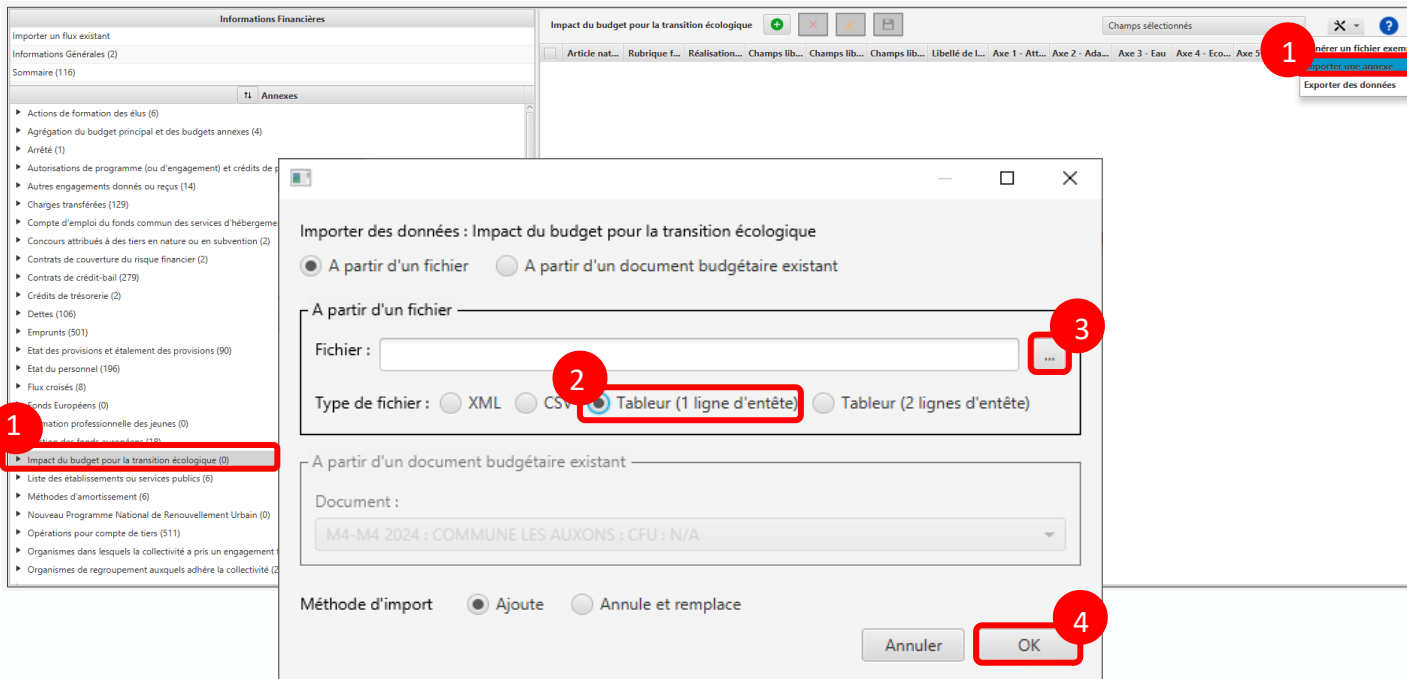 Informations Financières
Importer un flux existant
Informations Générales (2)
Sommaire (116)
Annexes
Actions de formation des élus (6)
Agrégation du budget principal et des budgets annexes (4)
Arrêté (1)
Autorisations de programme (ou d'engagement) et crédits de p
Autres engagements donnés ou reçus (14)
Charges transférées (129)
Compte d'emploi du fonds commun des services d'hébergeme
Concours attribués à des tiers en nature ou en subvention (2)
Contrats de couverture du risque financier (2)
Contrats de crédit-bail (279)
Crédits de trésorerie (2)
Dettes (106)
Emprunts (501)
Etat des provisions et étalement des provisions (90)
Etat du personnel (196)
Flux croisés (8)
Fonds Européens (0)
1
mation professionnelle des jeunes (0)
tion des fonds européens (18)
Impact du budget pour la transition écologique (0)
Liste des établissements ou services publics (6)
Méthodes d'amortissement (6)
Nouveau Programme National de Renouvellement Urbain (0)
Opérations pour compte de tiers (511)
Organismes dans lesquels la collectivité a pris un engagement f
Organismes de regroupement auxquels adhère la collectivité (2
Impact du budget pour la transition écologique
Champs sélectionnés
?
Article nat... Rubrique f... Réalisation... Champs lib... Champs lib... Champs lib... Libellé de l... Axe 1 - Att... Axe 2 - Ada... Axe 3 - Eau Axe 4 - Eco... Axe 5
1
nérer un fichier exemp
mporter une annexe
Exporter des données
Importer des données : Impact du budget pour la transition écologique
A partir d'un fichier A partir d'un document budgétaire existant
A partir d'un fichier
3
Fichier : ...
2
Type de fichier : XML CSV Tableur (1 ligne d'entête) Tableur (2 lignes d'entête)
A partir d'un document budgétaire existant
Document :
M4-M4 2024 : COMMUNE LES AUXONS : CFU : N/A
Méthode d'import Ajoute Annule et remplace
4
Annuler OK